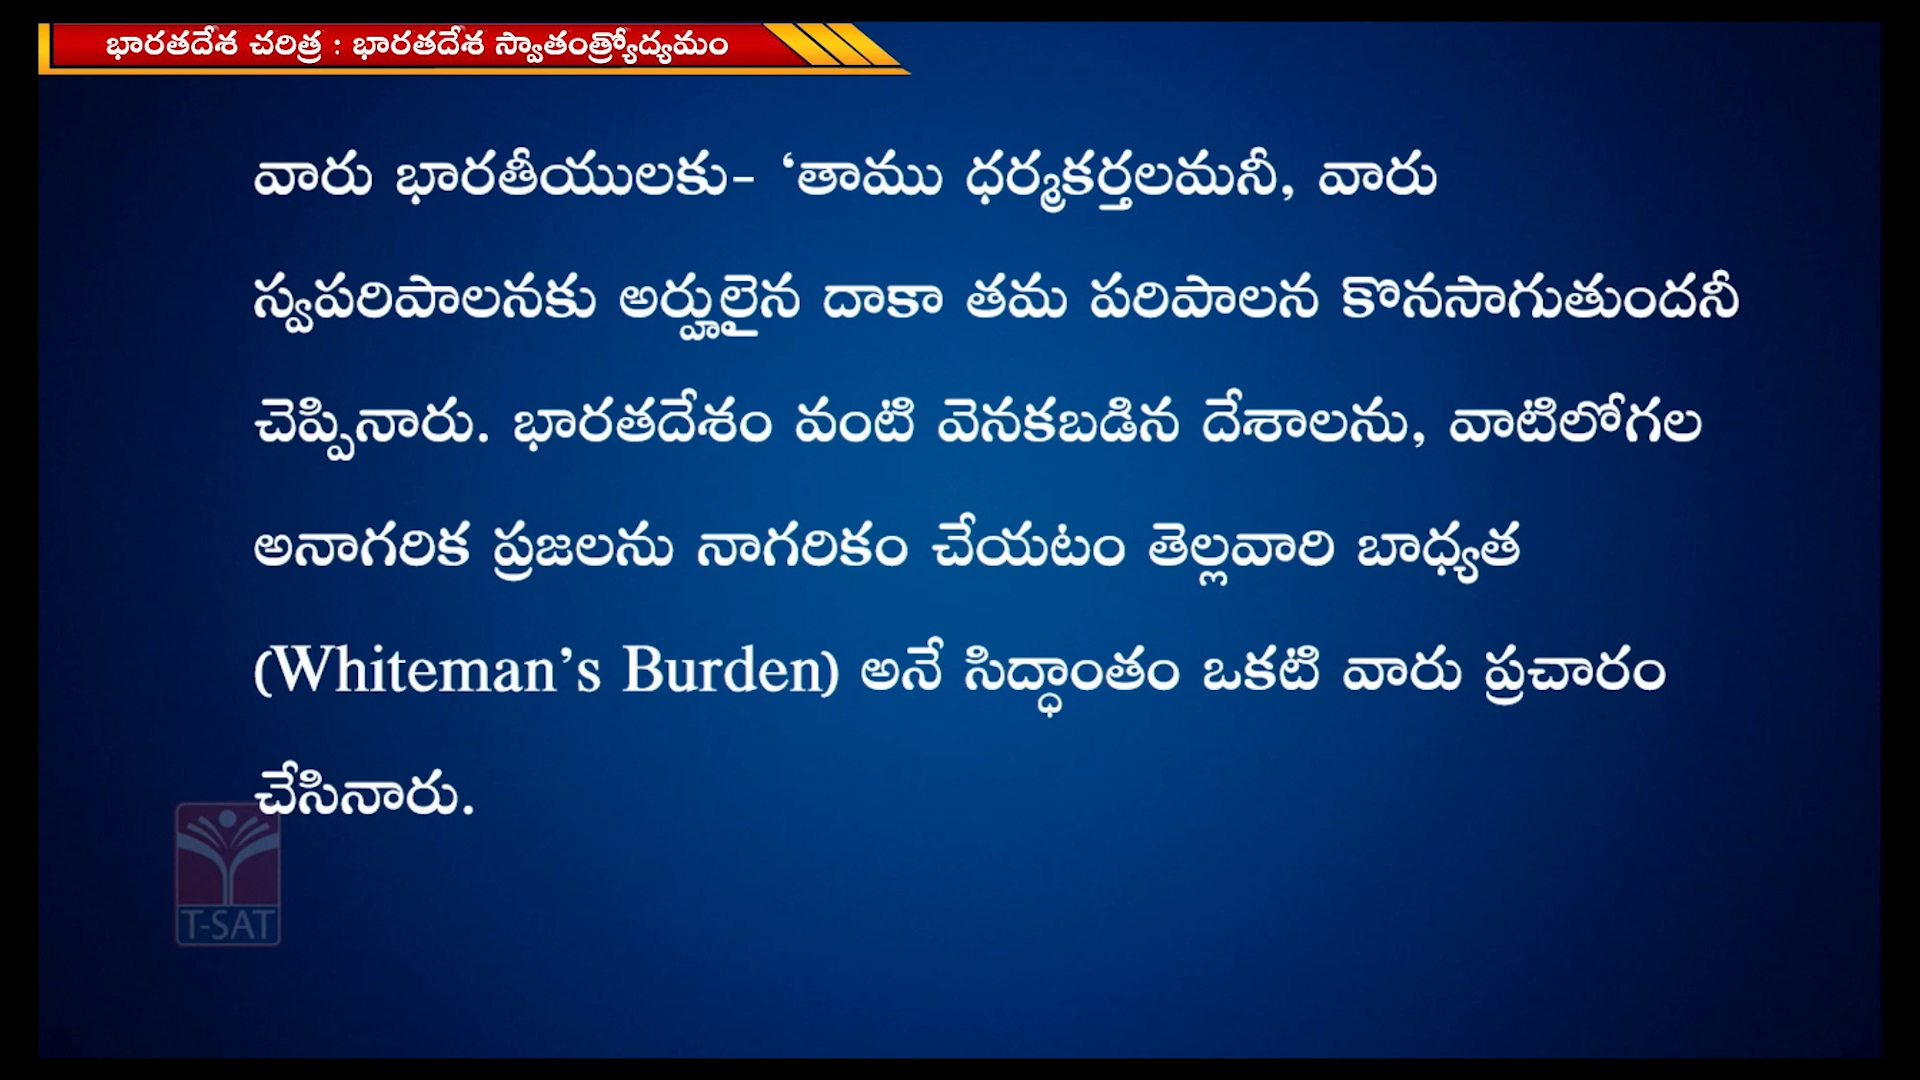 భారతదేశ చరిత్ర : భారతదేశ స్వాతంత్ర్యోద్యమం
వారు భారతీయులకు- ‘తాము ధర్మకర్తలమనీ, వారు
స్వపరిపాలనకు అర్హులైన దాకా తమ పరిపాలన కొనసాగుతుందనీ
చెప్పినారు. భారతదేశం వంటి వెనకబడిన దేశాలను, వాటిలోగల
అనాగరిక ప్రజలను నాగరికం చేయటం తెల్లవారి బాధ్యత
(Whiteman’s Burden) అనే సిద్ధాంతం ఒకటి వారు ప్రచారం
చేసినారు.
T-SAT